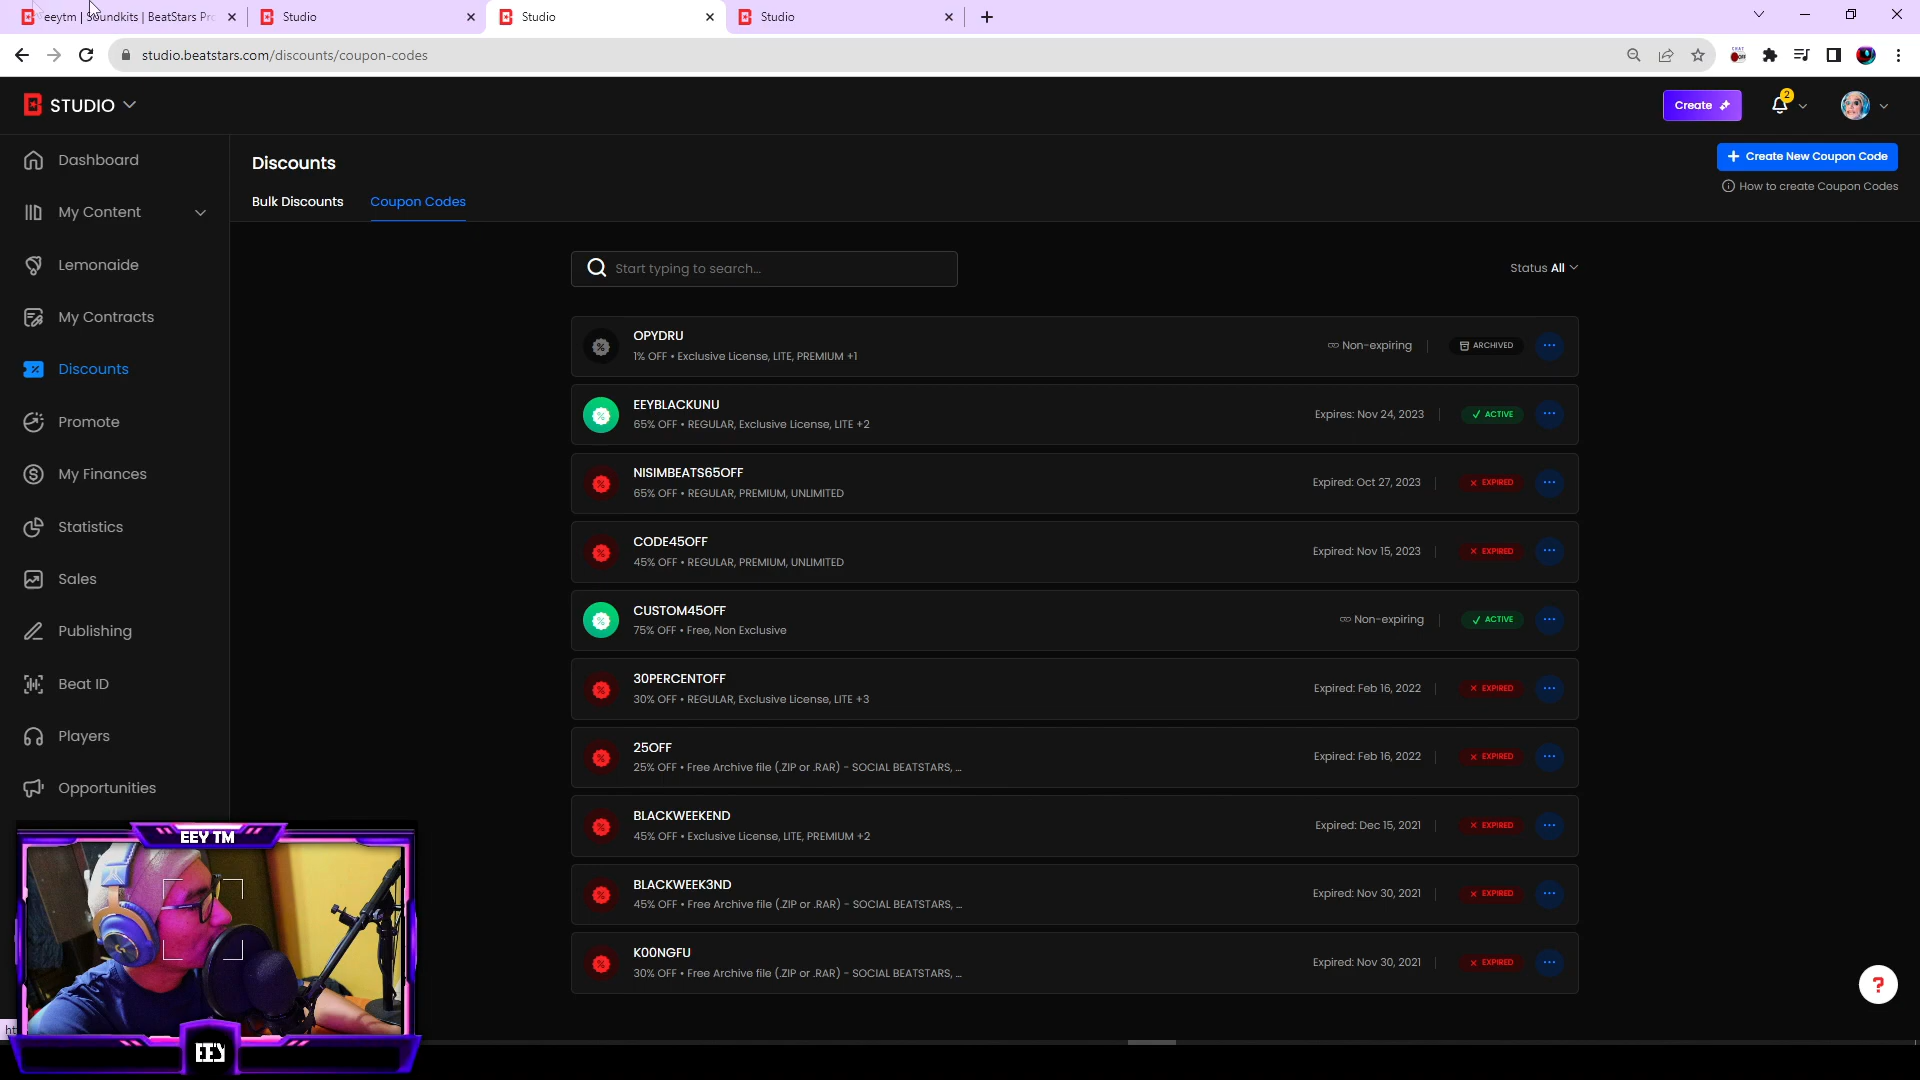 eeytm | Soundkits | BeatStars Pr
Studio
Studio
Studio
studio.beatstars.com/discounts/coupon-codes
STUDIO
Create
2
Dashboard
My Content
Lemonaide
My Contracts
Discounts
Promote
My Finances
Statistics
Sales
Publishing
Beat ID
Players
Opportunities
Discounts
Create New Coupon Code
How to create Coupon Codes
Bulk Discounts
Coupon Codes
Start typing to search...
Status All
OPYDRU
1% OFF • Exclusive License, LITE, PREMIUM +1
Non-expiring
ARCHIVED
EEYBLACKUNU
65% OFF • REGULAR, Exclusive License, LITE +2
Expires: Nov 24, 2023
ACTIVE
NISIMBEATS65OFF
65% OFF • REGULAR, PREMIUM, UNLIMITED
Expired: Oct 27, 2023
EXPIRED
CODE45OFF
45% OFF • REGULAR, PREMIUM, UNLIMITED
Expired: Nov 15, 2023
EXPIRED
CUSTOM45OFF
75% OFF • Free, Non Exclusive
Non-expiring
ACTIVE
30PERCENTOFF
30% OFF • REGULAR, Exclusive License, LITE +3
Expired: Feb 16, 2022
EXPIRED
25OFF
25% OFF • Free Archive file (.ZIP or .RAR) - SOCIAL BEATSTARS, ...
Expired: Feb 16, 2022
EXPIRED
BLACKWEEKEND
45% OFF • Exclusive License, LITE, PREMIUM +2
Expired: Dec 15, 2021
EXPIRED
BLACKWEEK3ND
45% OFF • Free Archive file (.ZIP or .RAR) - SOCIAL BEATSTARS, ...
Expired: Nov 30, 2021
EXPIRED
K00NGFU
30% OFF • Free Archive file (.ZIP or .RAR) - SOCIAL BEATSTARS, ...
Expired: Nov 30, 2021
EXPIRED
EEY TM
EEY
?